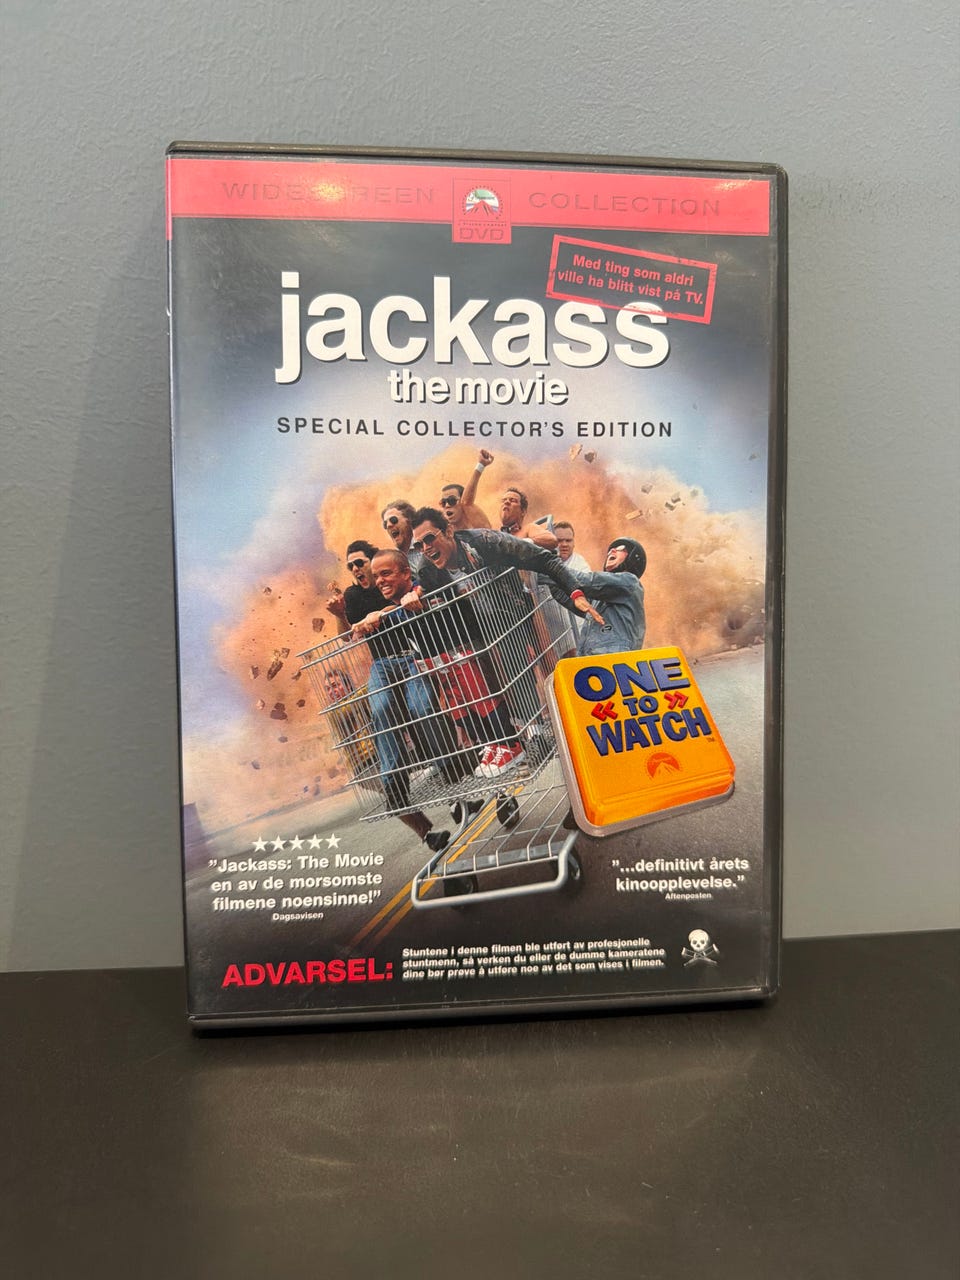 WIDESCREEN COLLECTION
DVD
Med ting som aldri
ville ha blitt vist på TV.
jackass
the movie
SPECIAL COLLECTOR'S EDITION
ONE
« TO »
WATCH™
★★★★★
"Jackass: The Movie
en av de morsomste
filmene noensinne!"
Dagsavisen
"...definitivt årets
kinoopplevelse."
Aftenposten
ADVARSEL:
Stuntene i denne filmen ble utført av profesjonelle
stuntmenn, så verken du eller de dumme kameratene
dine bør prøve å utføre noe av det som vises i filmen.